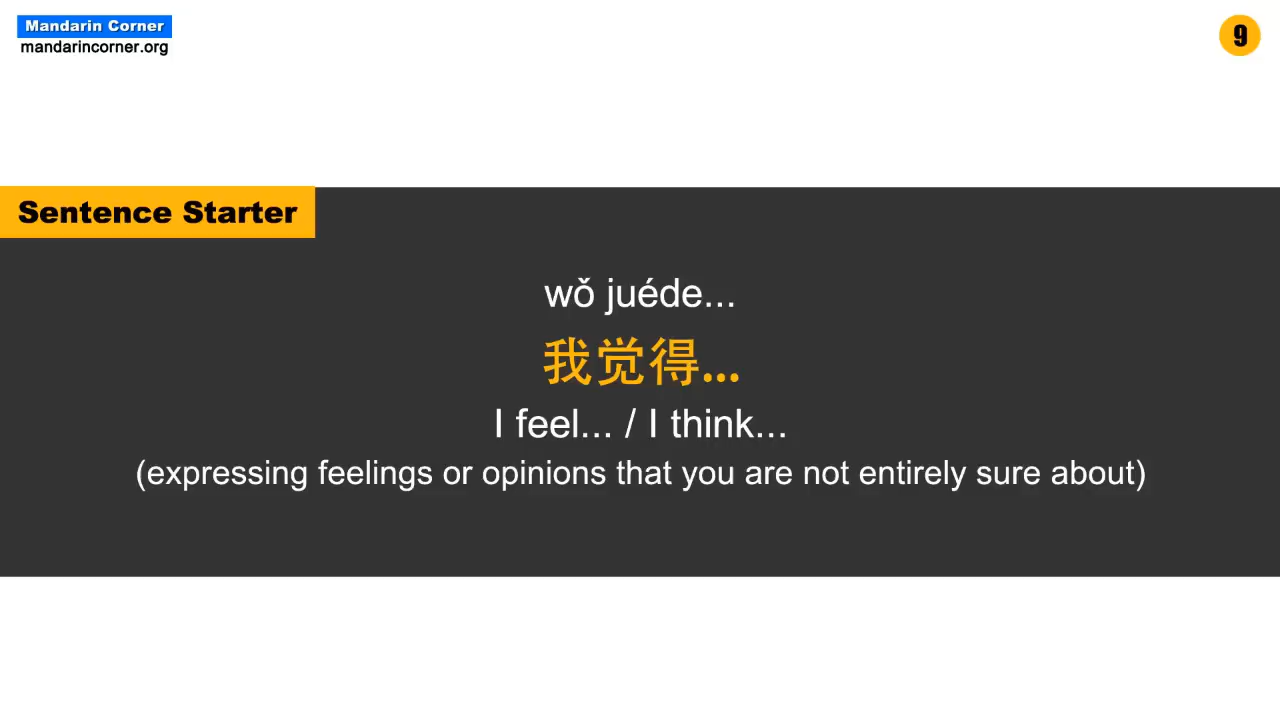 Mandarin Corner
mandarincorner.org
9
Sentence Starter
wǒ juéde...
我觉得...
I feel... / I think...
(expressing feelings or opinions that you are not entirely sure about)